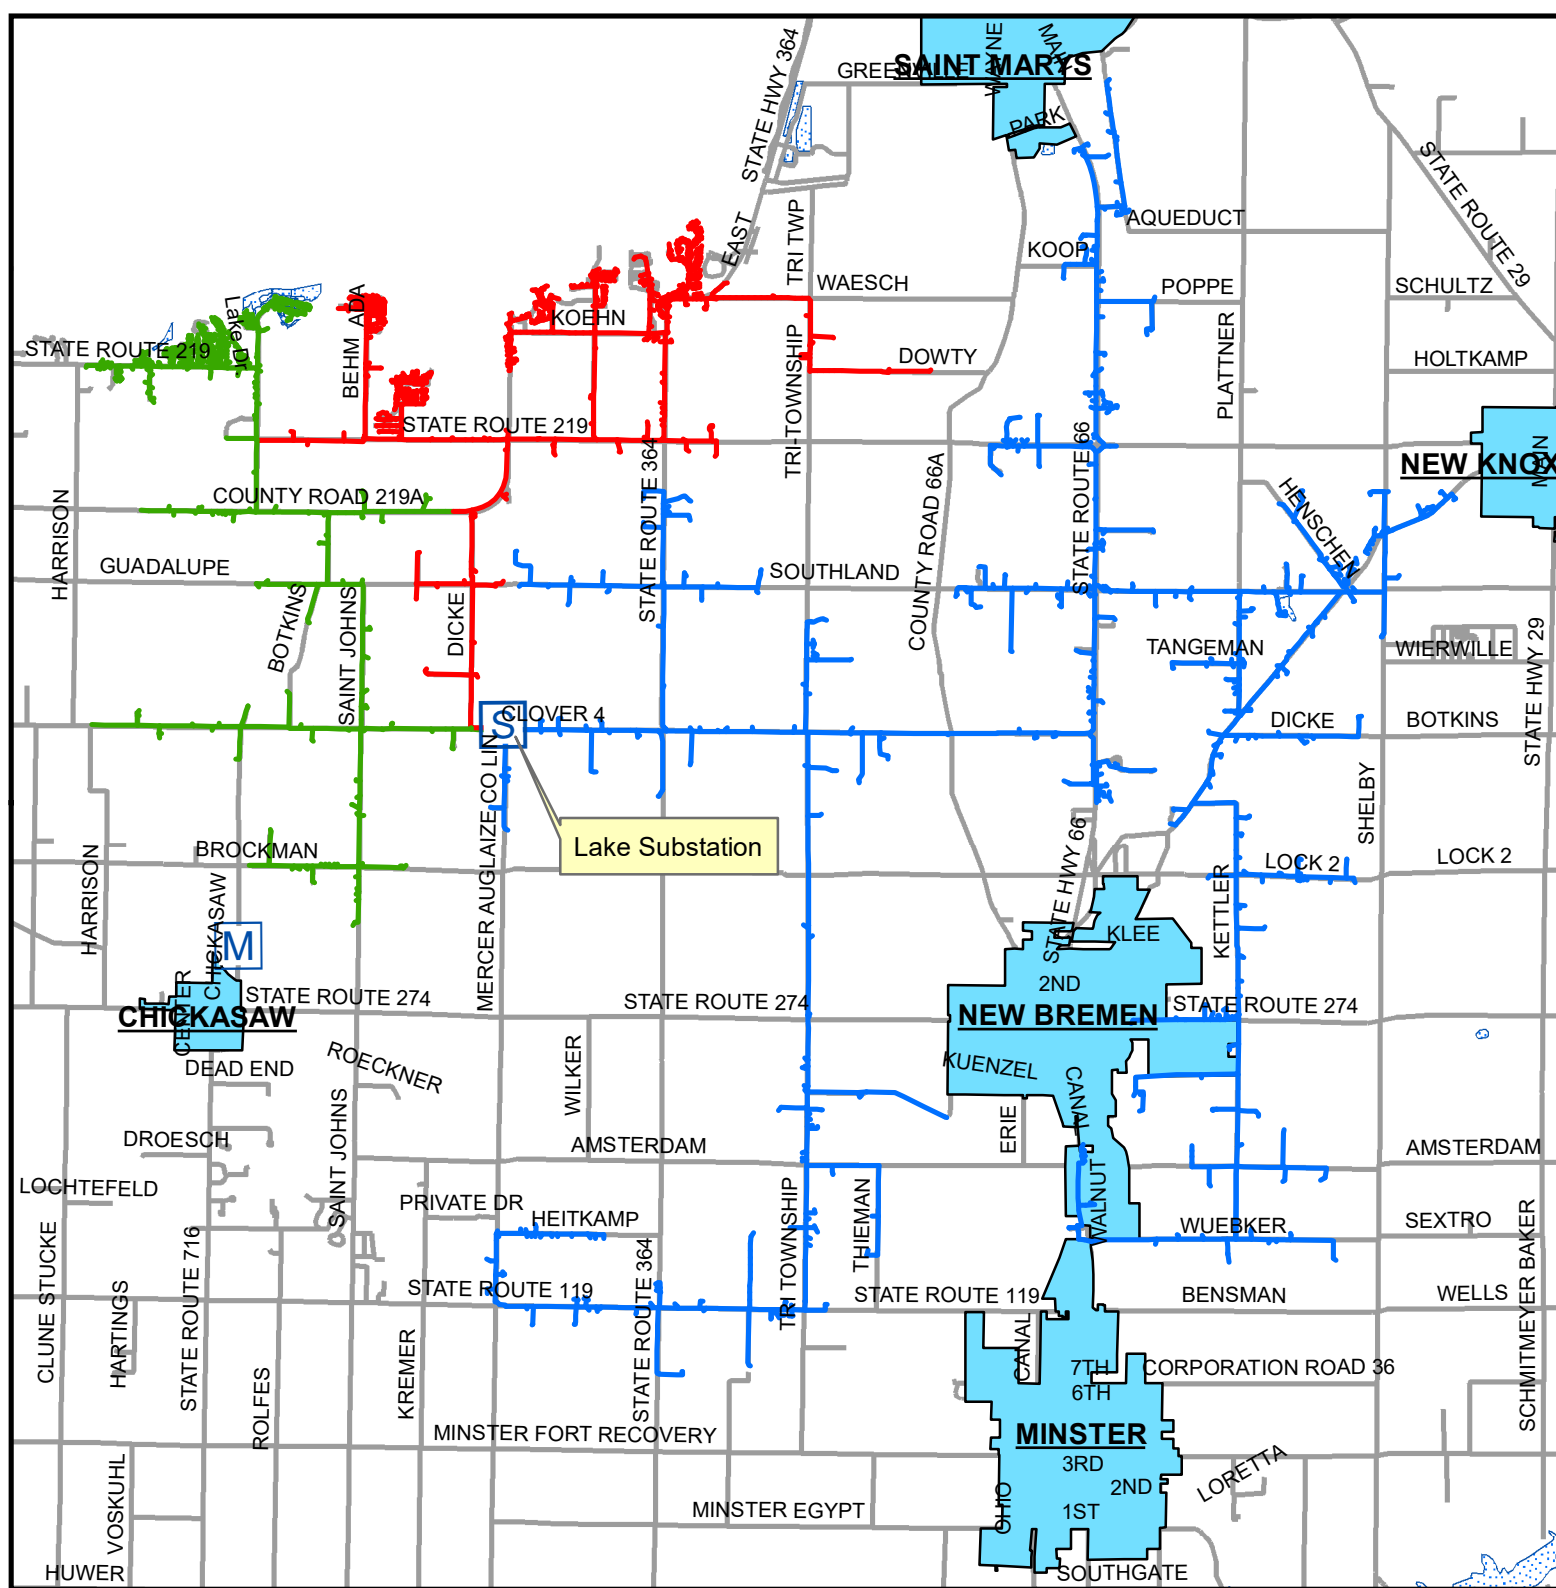 STATE HWY 364
GREENVILLE
SAINT MARYS
WAYNE
MAIN
PARK
STATE ROUTE 29
EAST
TRI TWP
AQUEDUCT
KOOP
WAESCH
POPPE
SCHULTZ
Lake Dr
BEHM
ADA
KOEHN
STATE ROUTE 219
DOWTY
HOLTKAMP
PLATTNER
TRI-TOWNSHIP
STATE ROUTE 219
STATE ROUTE 364
COUNTY ROAD 66A
STATE ROUTE 66
NEW KNOX
MAIN
HARRISON
COUNTY ROAD 219A
HENSCHEN
GUADALUPE
SOUTHLAND
BOTKINS
SAINT JOHNS
DICKE
TANGEMAN
WIERWILLE
STATE HWY 29
S
CLOVER 4
DICKE
BOTKINS
MERCER AUGLAIZE CO LIN
Lake Substation
SHELBY
STATE HWY 66
HARRISON
BROCKMAN
LOCK 2
LOCK 2
KETTLER
CHICKASAW
M
KLEE
2ND
CENTER
STATE ROUTE 274
STATE ROUTE 274
STATE ROUTE 274
CHICKASAW
NEW BREMEN
DEAD END
ROECKNER
WILKER
KUENZEL
CANAL
ERIE
SAINT JOHNS
DROESCH
AMSTERDAM
AMSTERDAM
LOCHTEFELD
PRIVATE DR
HEITKAMP
TRI TOWNSHIP
THIEMAN
WALNUT
WUEBKER
SEXTRO
CLUNE STUCKE
HARTINGS
STATE ROUTE 716
STATE ROUTE 119
STATE ROUTE 364
STATE ROUTE 119
BENSMAN
WELLS
SCHMITMEYER BAKER
ROLFES
KREMER
CANAL
7TH
CORPORATION ROAD 36
6TH
MINSTER FORT RECOVERY
MINSTER
3RD
2ND
LORETTA
VOSKUHL
MINSTER EGYPT
OHIO
1ST
HUWER
SOUTHGATE